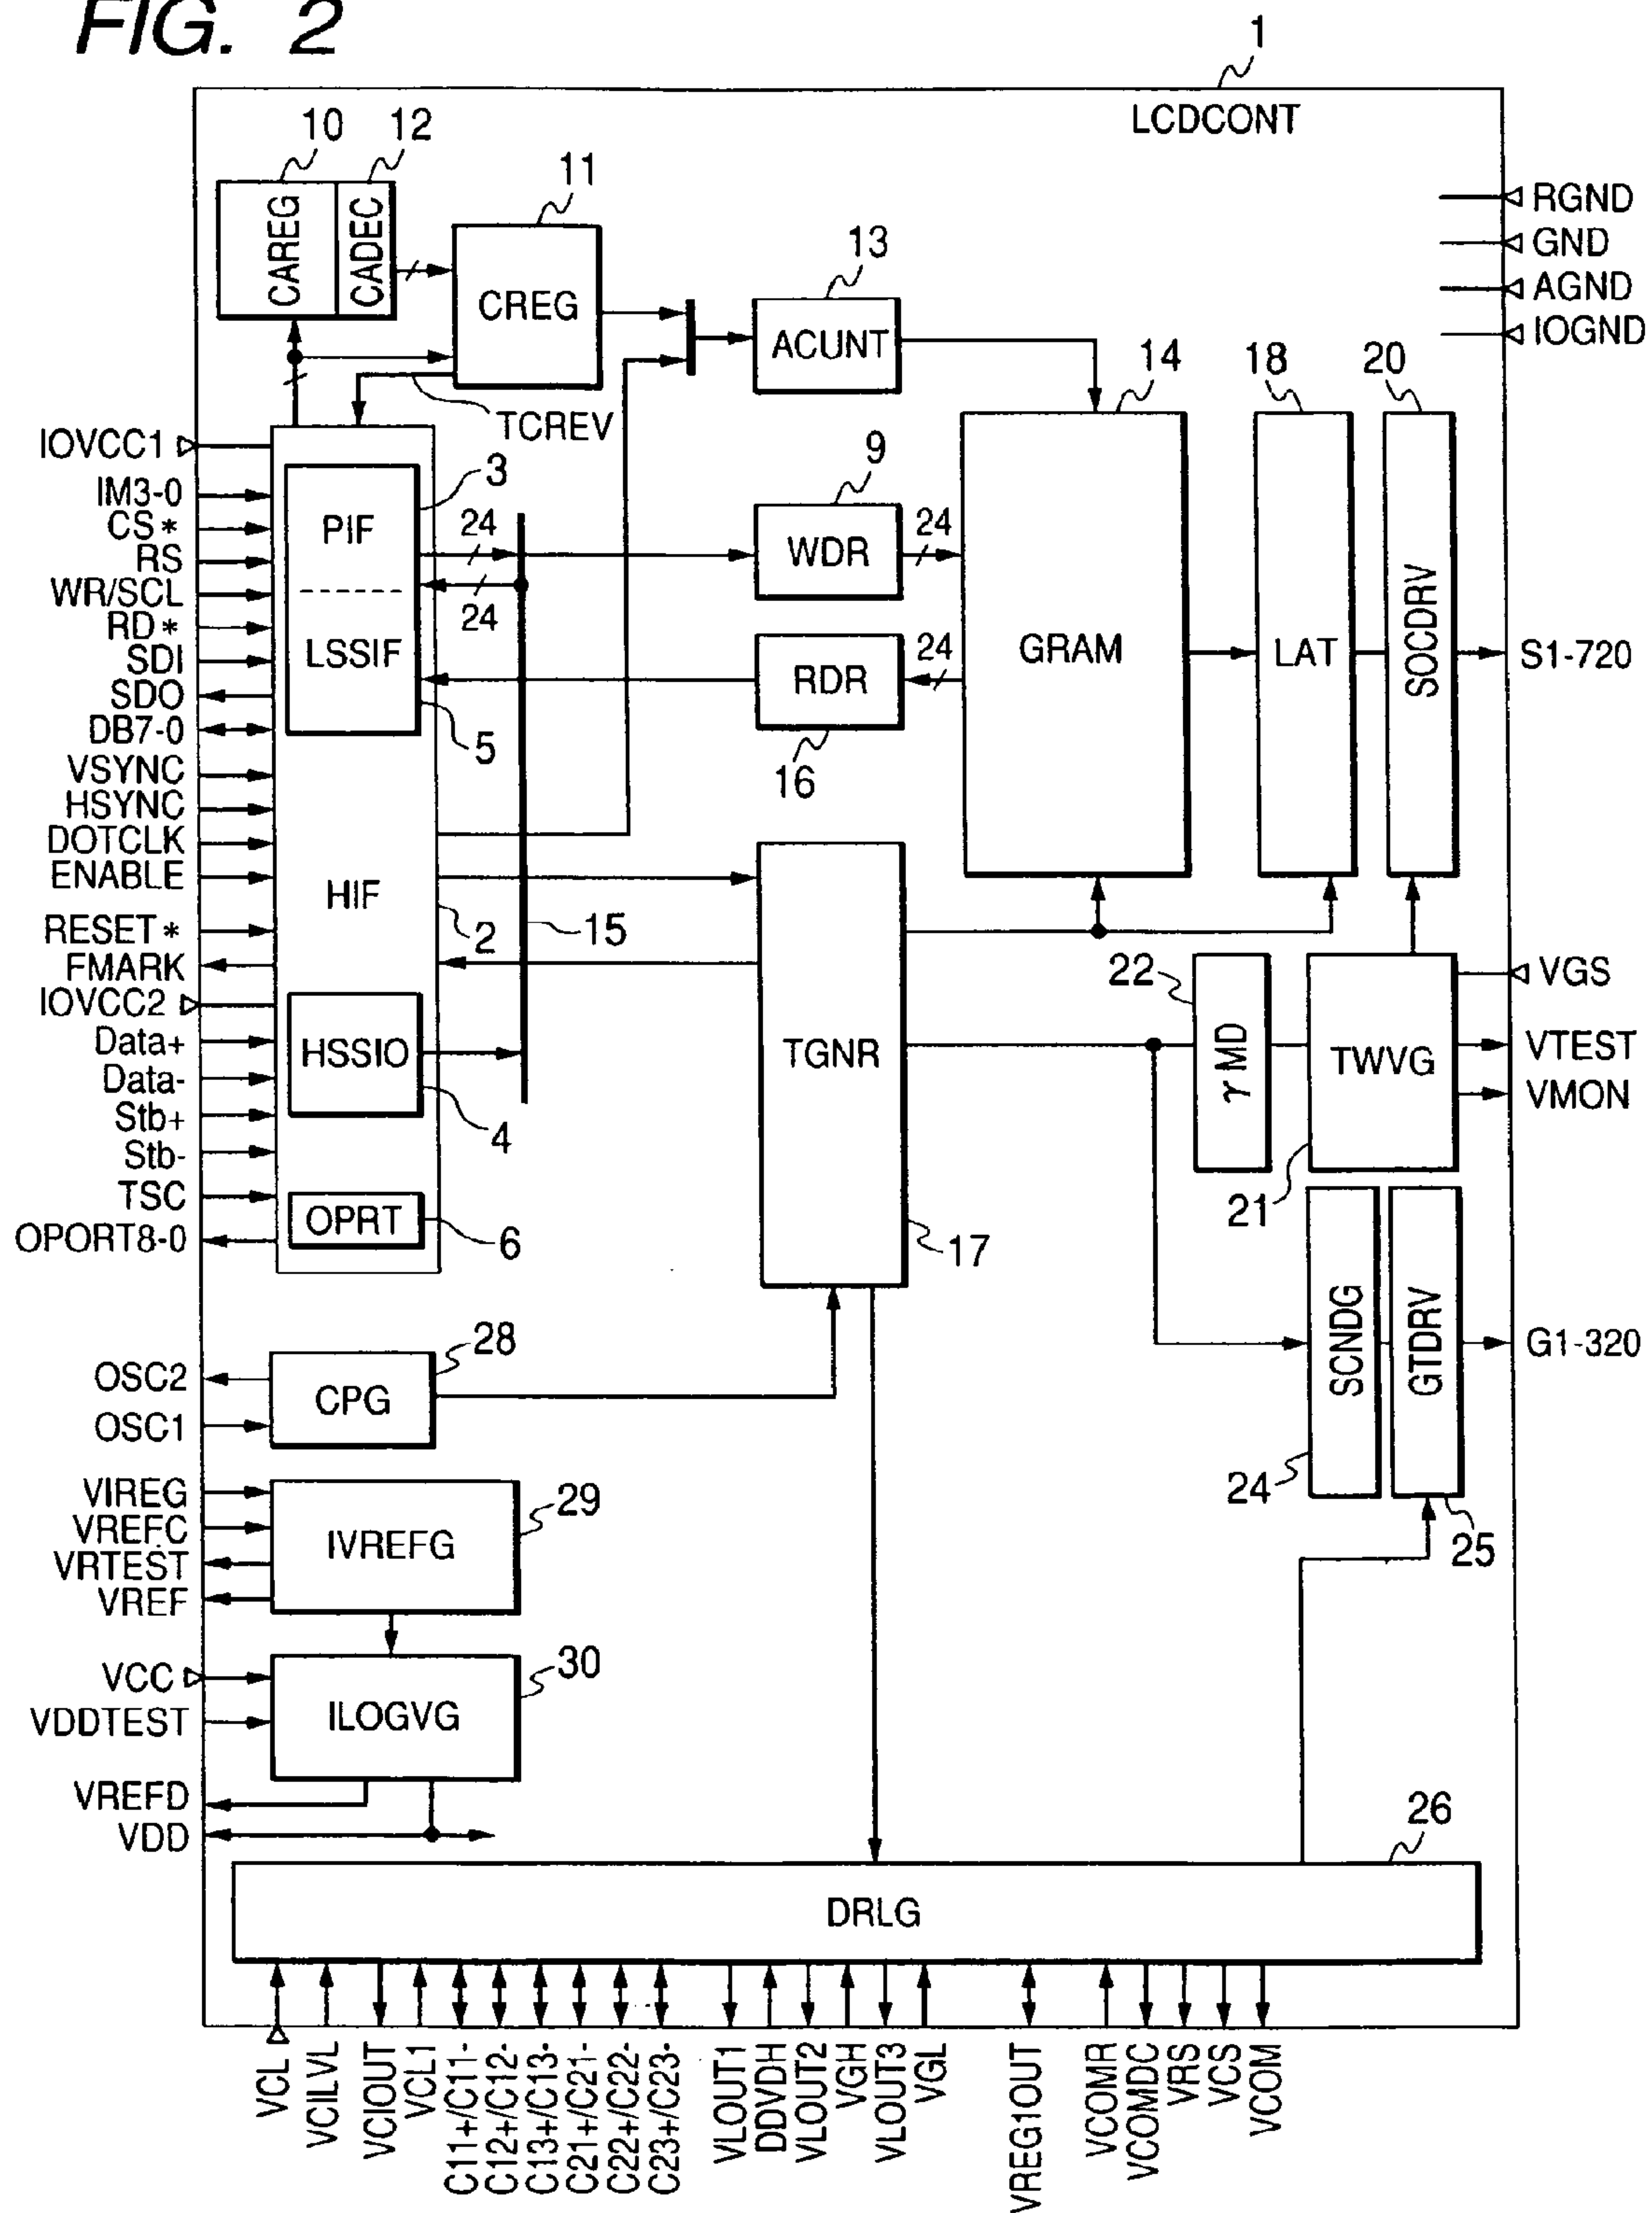 FIG. 2
1
LCDCONT
10
12
11
13
CAREG
CADEC
CREG
ACUNT
RGND
GND
AGND
IOGND
14
18
20
TCREV
IOVCC1
IM3-0
CS*
RS
WR/SCL
RD*
SDI
SDO
DB7-0
VSYNC
HSYNC
DOTCLK
ENABLE
RESET*
FMARK
IOVCC2
Data+
Data-
Stb+
Stb-
TSC
OPORT8-0
3
PIF
LSSIF
5
24
24
HIF
2
15
HSSIO
4
OPRT
6
9
WDR
24
RDR
24
16
GRAM
LAT
SOCDRV
S1-720
TGNR
17
22
γMD
TWVG
21
VGS
VTEST
VMON
SCNDG
GTDRV
24
25
G1-320
OSC2
OSC1
CPG
28
VIREG
VREFC
VRTEST
VREF
IVREFG
29
VCC
VDDTEST
VREFD
VDD
ILOGVG
30
26
DRLG
VCL
VCILVL
VCIOUT
VCL1
C11+/C11-
C12+/C12-
C13+/C13-
C21+/C21-
C22+/C22-
C23+/C23-
VLOUT1
DDVDH
VLOUT2
VGH
VLOUT3
VGL
VREG1OUT
VCOMR
VCOMDC
VRS
VCS
VCOM